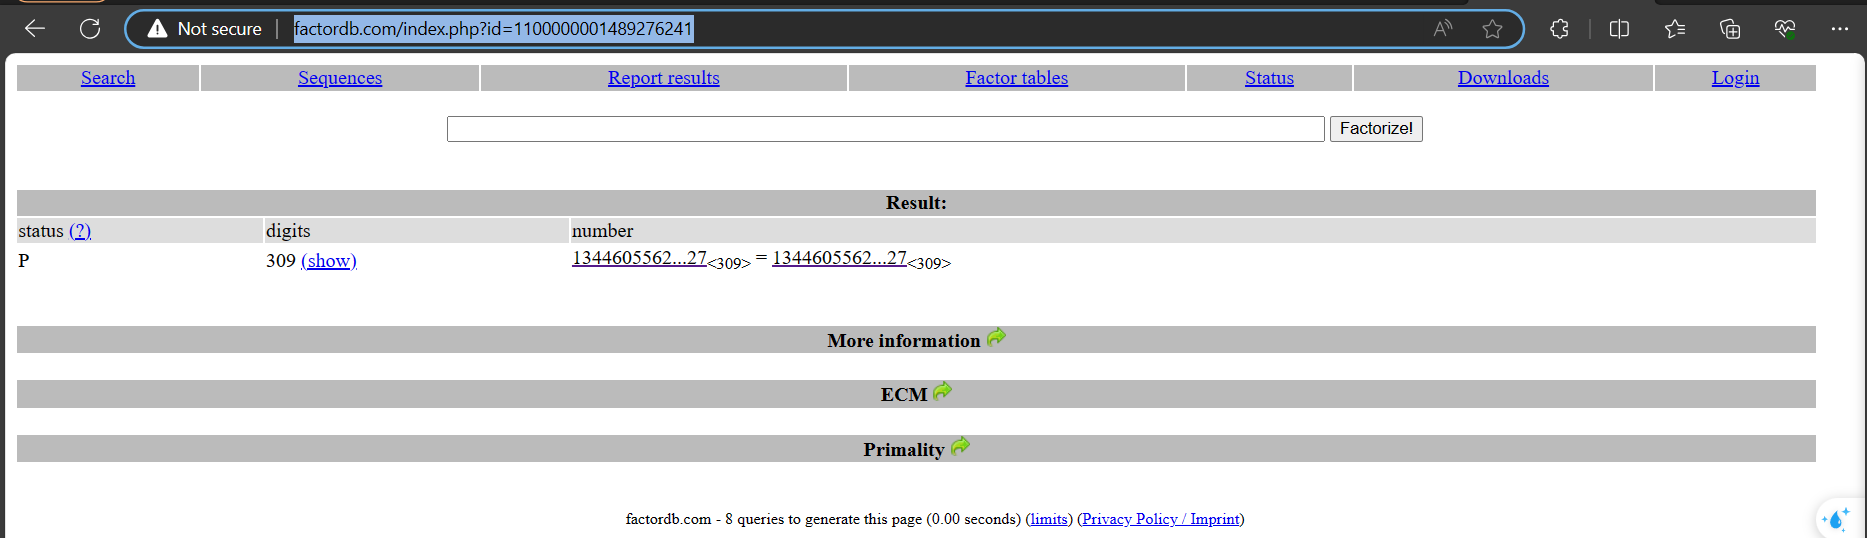 Not secure factordb.com/index.php?id=1100000001489276241
Search Sequences Report results Factor tables Status Downloads Login
Factorize!
Result:
status (?) digits number
P 309 (show) 1344605562...27<309> = 1344605562...27<309>
More information
ECM
Primality
factordb.com - 8 queries to generate this page (0.00 seconds) (limits) (Privacy Policy / Imprint)